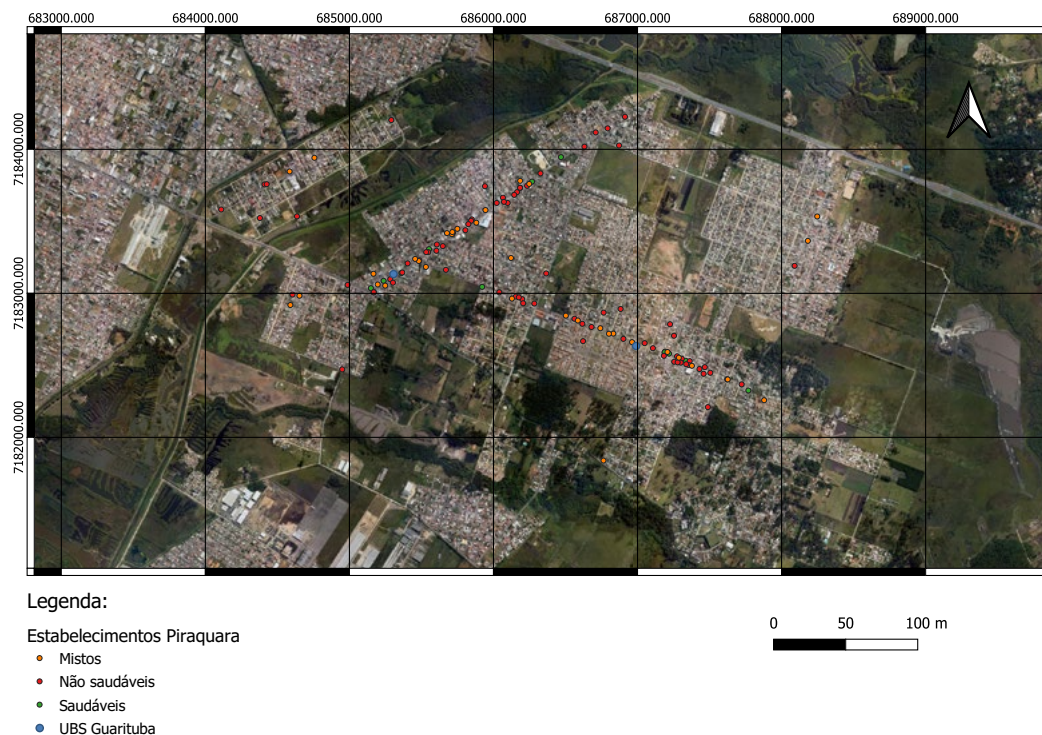 683000.000 684000.000 685000.000 686000.000 687000.000 688000.000 689000.000
7184000.000
7183000.000
7182000.000
Legenda:
Estabelecimentos Piraquara
Mistos
Não saudáveis
Saudáveis
UBS Guarituba
0 50 100 m